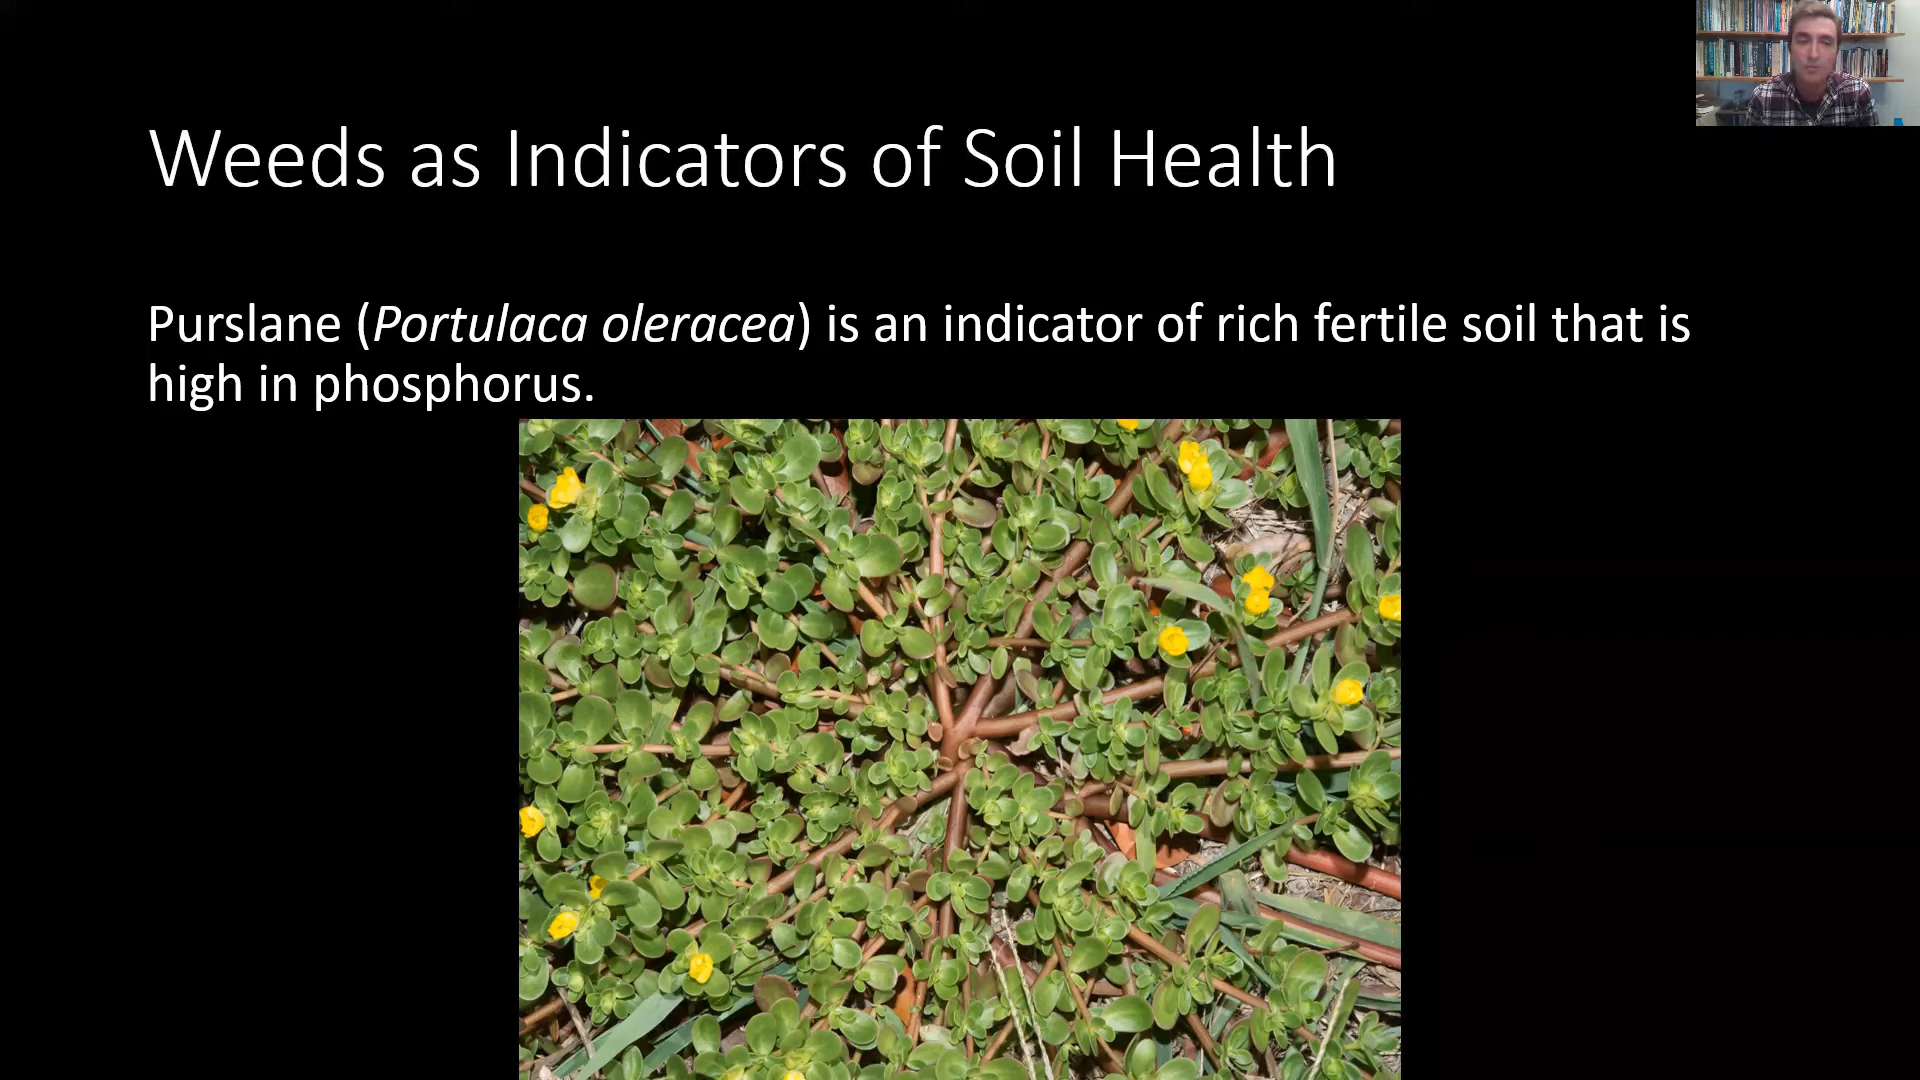 Weeds as Indicators of Soil Health
Purslane (Portulaca oleracea) is an indicator of rich fertile soil that is
high in phosphorus.